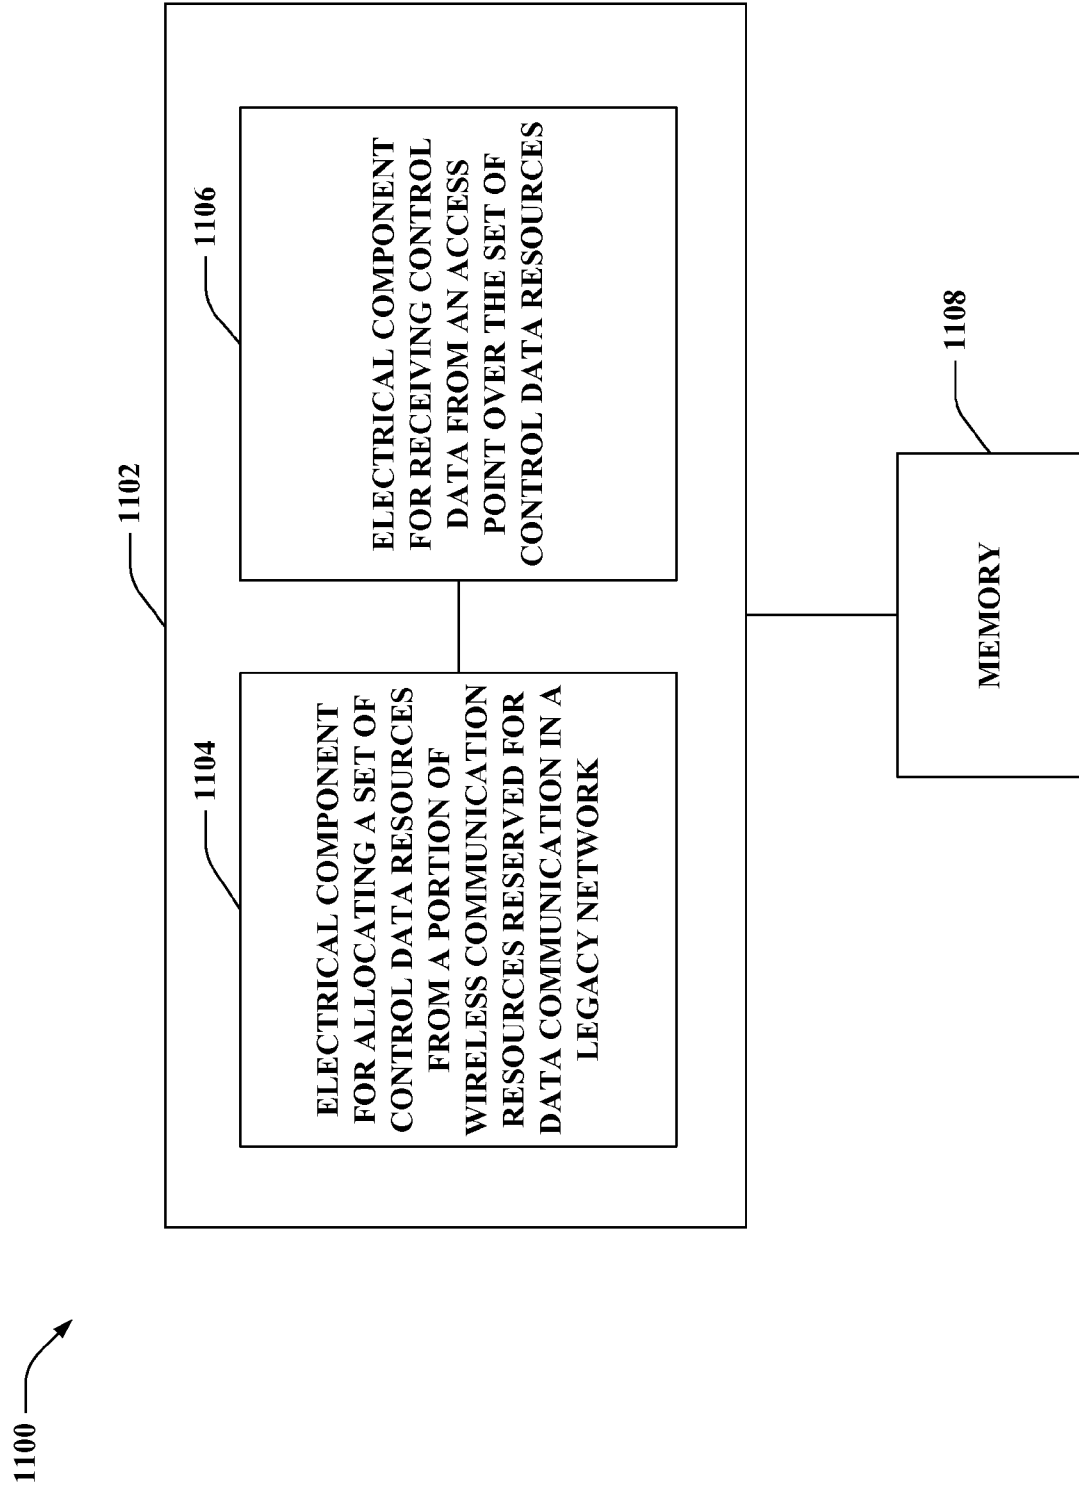 1100
1102
1104
ELECTRICAL COMPONENT
FOR ALLOCATING A SET OF
CONTROL DATA RESOURCES
FROM A PORTION OF
WIRELESS COMMUNICATION
RESOURCES RESERVED FOR
DATA COMMUNICATION IN A
LEGACY NETWORK
1106
ELECTRICAL COMPONENT
FOR RECEIVING CONTROL
DATA FROM AN ACCESS
POINT OVER THE SET OF
CONTROL DATA RESOURCES
1108
MEMORY